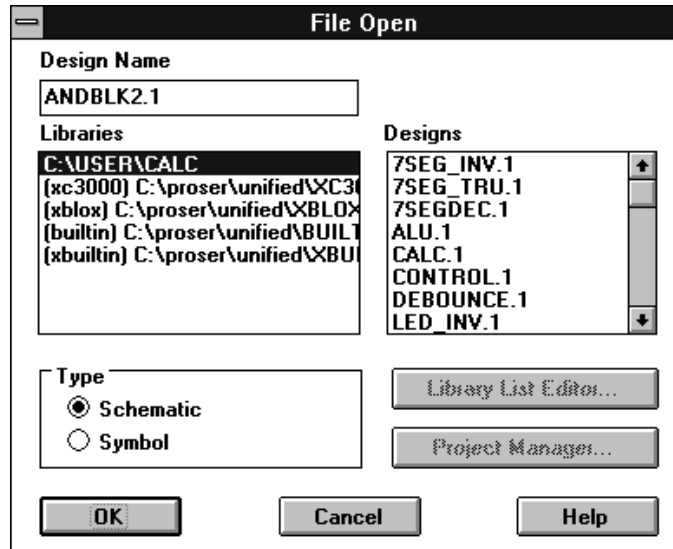 File Open
Design Name
ANDBLK2.1
Libraries
C:\USER\CALC
(xc3000) C:\proser\unified\XC3
(xblox) C:\proser\unified\XBLOX
(builtin) C:\proser\unified\BUILT
(xbuiltin) C:\proser\unified\XBUI
Designs
7SEG_INV.1
7SEG_TRU.1
7SEGDEC.1
ALU.1
CALC.1
CONTROL.1
DEBOUNCE.1
LED_INV.1
Type
Schematic
Symbol
Library List Editor...
Project Manager...
OK
Cancel
Help